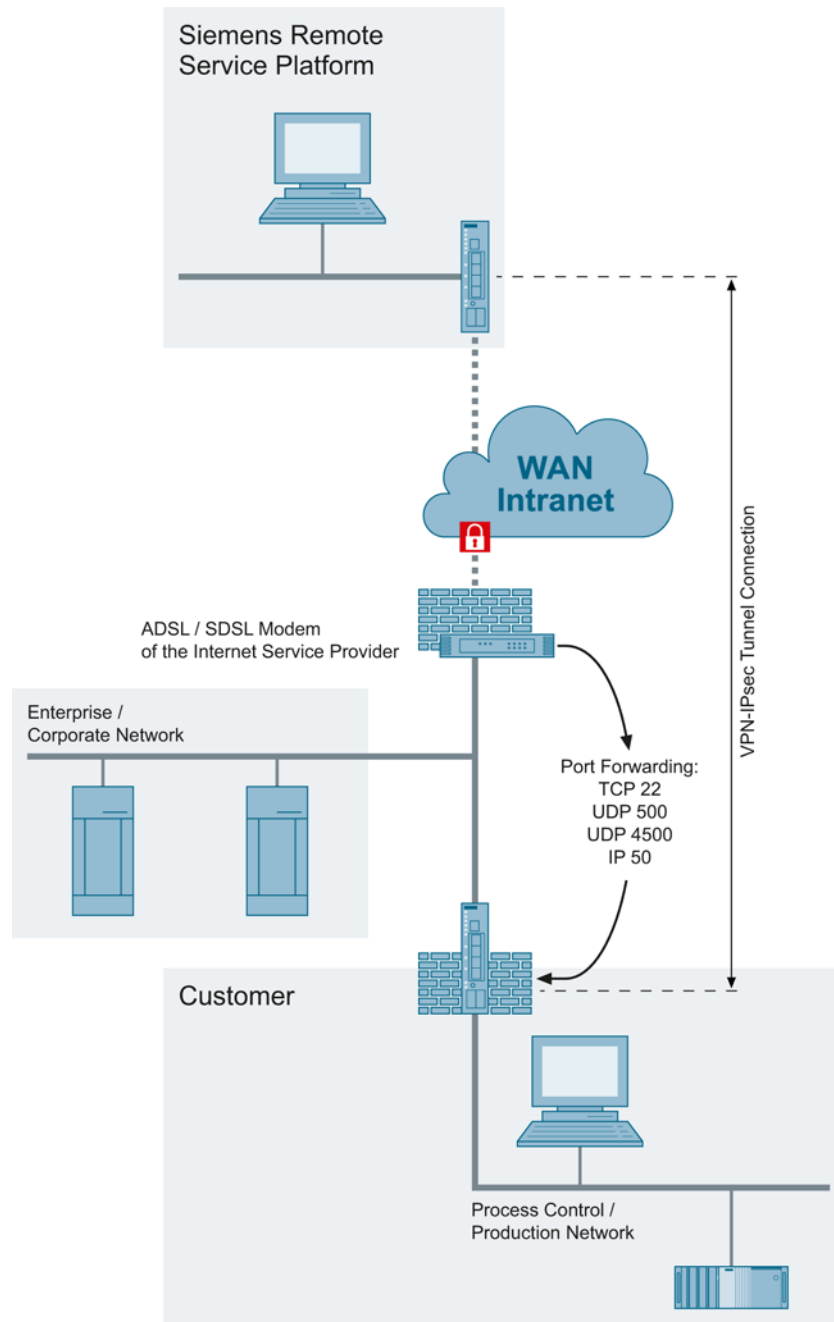 Siemens Remote
Service Platform
WAN
Intranet
ADSL / SDSL Modem
of the Internet Service Provider
Enterprise /
Corporate Network
Port Forwarding:
TCP 22
UDP 500
UDP 4500
IP 50
VPN-IPsec Tunnel Connection
Customer
Process Control /
Production Network